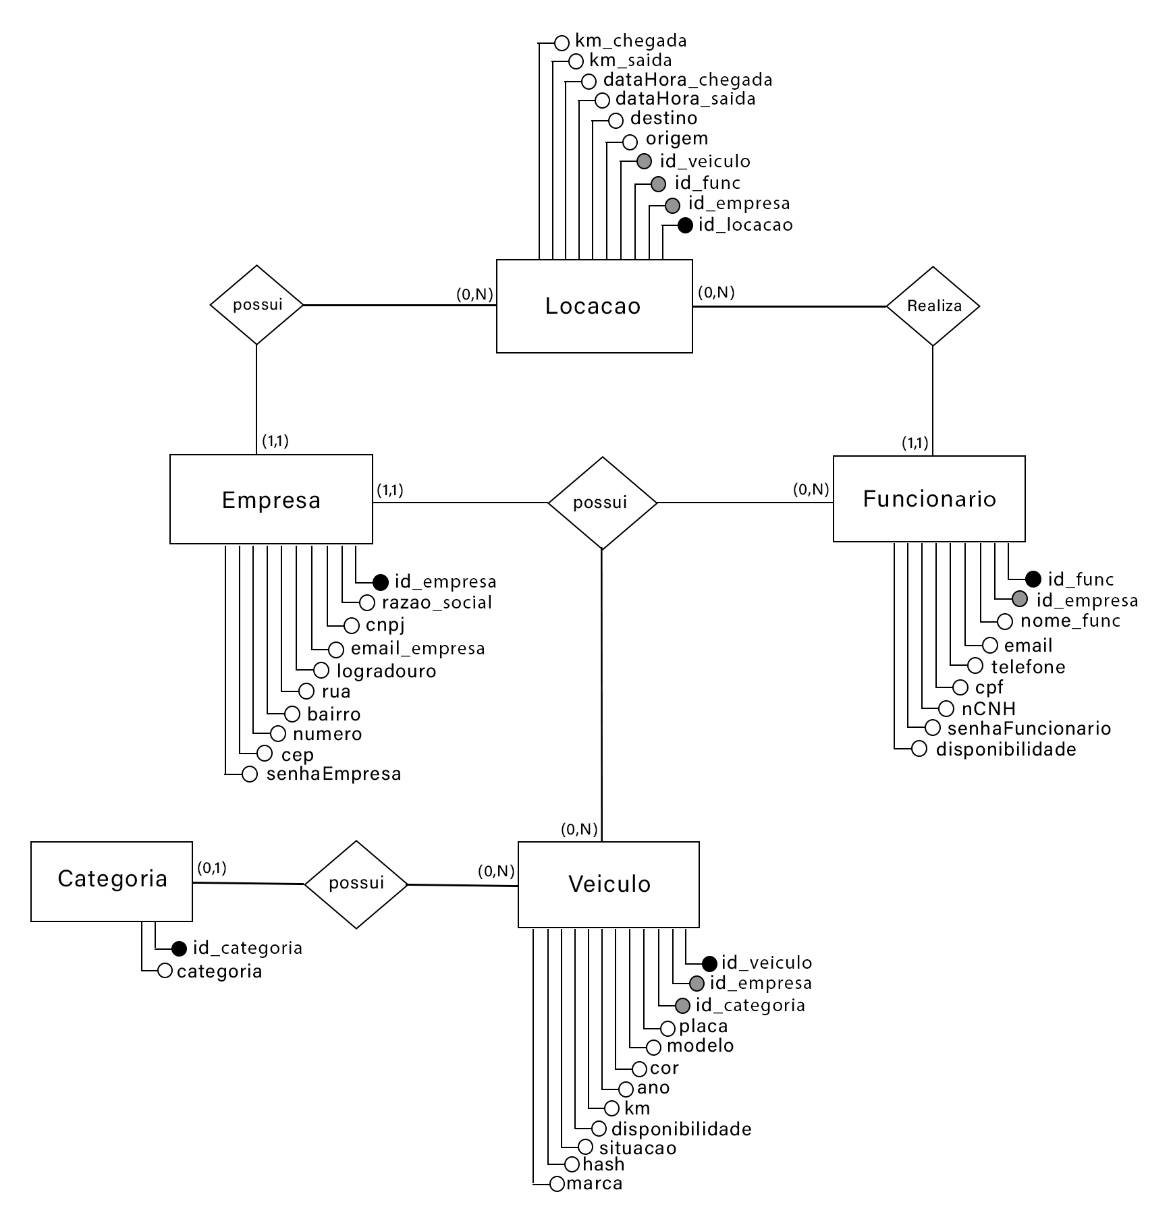 km_chegada
km_saida
dataHora_chegada
dataHora_saida
destino
origem
id_veiculo
id_func
id_empresa
id_locacao
possui
(0,N)
Locacao
(0,N)
Realiza
(1,1)
(1,1)
Empresa
(1,1)
possui
(0,N)
Funcionario
id_empresa
razao_social
cnpj
email_empresa
logradouro
rua
bairro
numero
cep
senhaEmpresa
id_func
id_empresa
nome_func
email
telefone
cpf
nCNH
senhaFuncionario
disponibilidade
(0,N)
Categoria
(0,1)
possui
(0,N)
Veiculo
id_categoria
categoria
id_veiculo
id_empresa
id_categoria
placa
modelo
cor
ano
km
disponibilidade
situacao
hash
marca